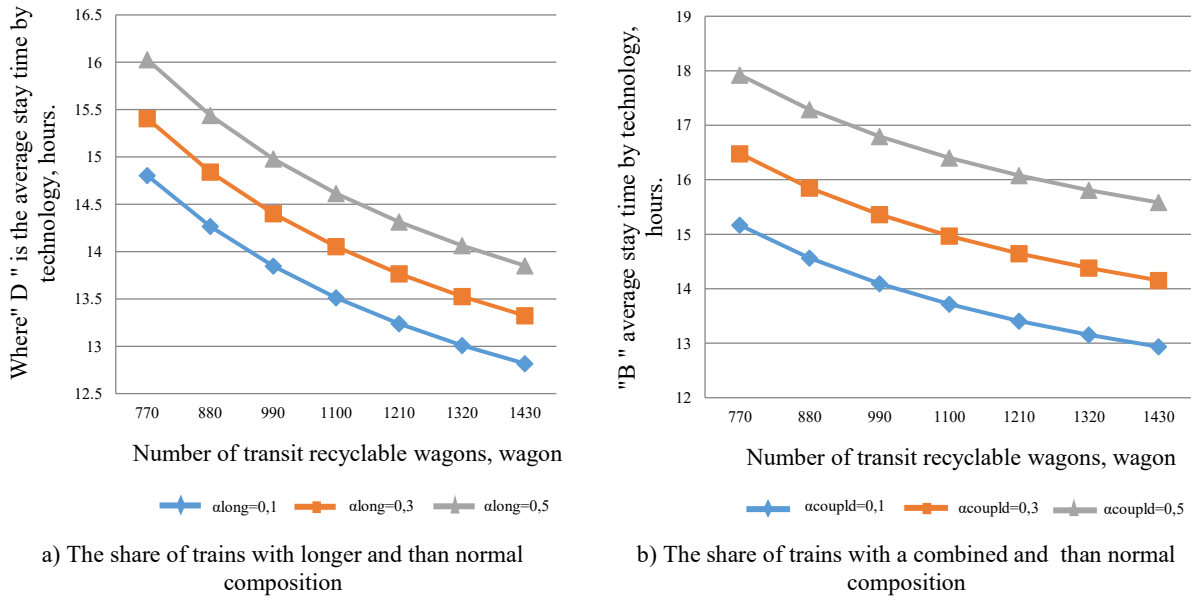 Where" D " is the average stay time by
technology, hours.
16.5
16
15.5
15
14.5
14
13.5
13
12.5
770 880 990 1100 1210 1320 1430
Number of transit recyclable wagons, wagon
αlong=0,1 αlong=0,3 αlong=0,5
a) The share of trains with longer and than normal
composition
"B " average stay time by technology,
hours.
19
18
17
16
15
14
13
12
770 880 990 1100 1210 1320 1430
Number of transit recyclable wagons, wagon
αcoupld=0,1 αcoupld=0,3 αcoupld=0,5
b) The share of trains with a combined and than normal
composition